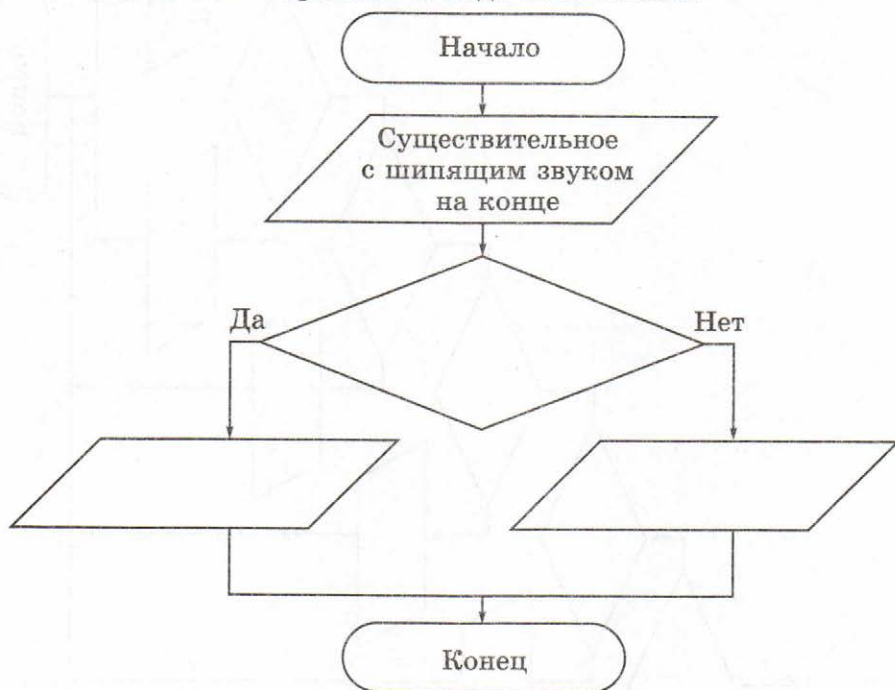 Начало
Существительное
с шипящим звуком
на конце
Да
Нет
Конец